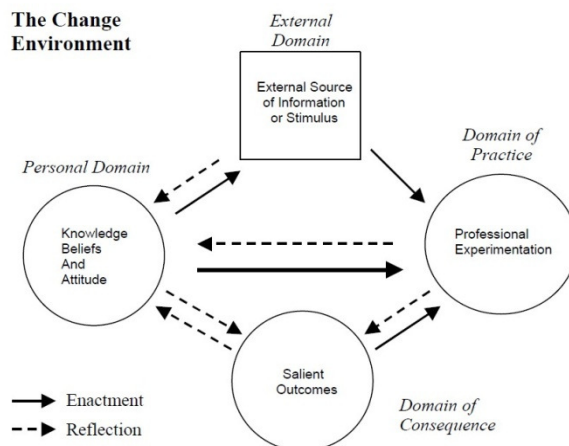 The Change
Environment
External
Domain
External Source
of Information
or Stimulus
Domain of
Practice
Personal Domain
Knowledge
Beliefs
And
Attitude
Professional
Experimentation
Salient
Outcomes
Enactment
Reflection
Domain of
Consequence